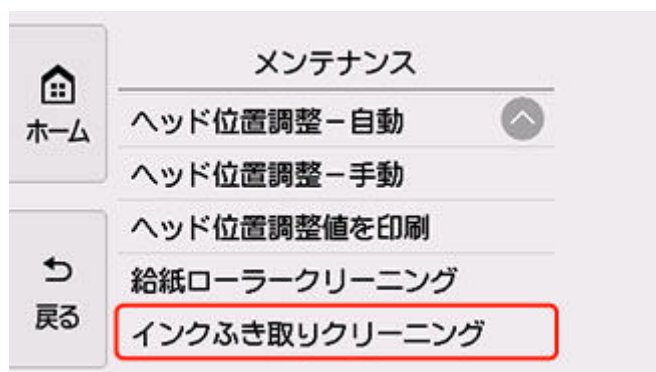 メンテナンス
ホーム
ヘッド位置調整－自動
ヘッド位置調整－手動
ヘッド位置調整値を印刷
給紙ローラークリーニング
戻る
インクふき取りクリーニング